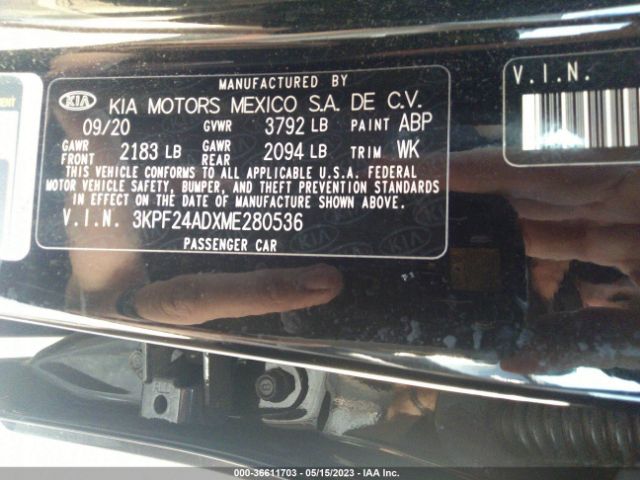 MANUFACTURED BY
KIA KIA MOTORS MEXICO S.A. DE C.V.
09/20 GVWR 3792 LB PAINT ABP
GAWR FRONT 2183 LB GAWR REAR 2094 LB TRIM WK
THIS VEHICLE CONFORMS TO ALL APPLICABLE U.S.A. FEDERAL
MOTOR VEHICLE SAFETY, BUMPER, AND THEFT PREVENTION STANDARDS
IN EFFECT ON THE DATE OF MANUFACTURE SHOWN ABOVE.
V.I.N. 3KPF24ADXME280536
PASSENGER CAR
V.I.N.
000-36611703 - 05/15/2023 - IAA Inc.